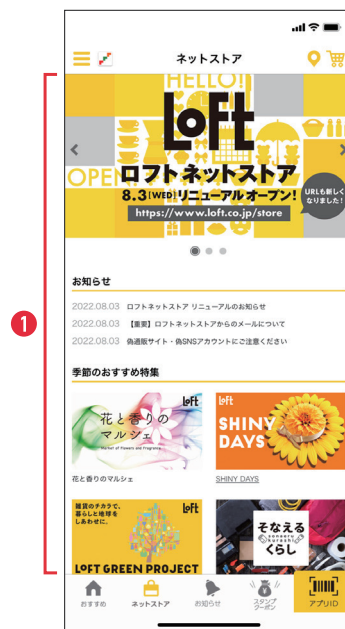 ネットストア
HELLO!
LOFT
OPEN
ロフト ネットストア
8.3[WED]リニューアル オープン!
URLも新しく
なりました!
https://www.loft.co.jp/store
お知らせ
2022.08.03 ロフトネットストア リニューアルのお知らせ
2022.08.03 【重要】ロフトネットストアからのメールについて
2022.08.03 偽通販サイト・偽SNSアカウントにご注意ください
1
季節のおすすめ特集
Loft
花と香りの
マルシェ
Market of Flowers and Fragrance
Loft
SHINY
DAYS
花と香りのマルシェ
SHINY DAYS
雑貨のチカラで、
暮らしと地球を
しあわせに。
Loft
LOFT GREEN PROJECT
そなえる
sonaeru
kurashi
くらし
おすすめ
ネットストア
お知らせ
スタンプ
クーポン
アプリID